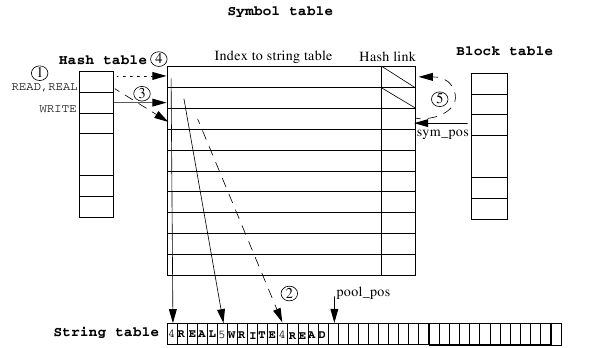 Symbol table
Hash table
4
Index to string table
Hash link
Block table
1
READ,REAL
3
5
WRITE
sym_pos
2
pool_pos
String table
4REAL5WRITE4READ